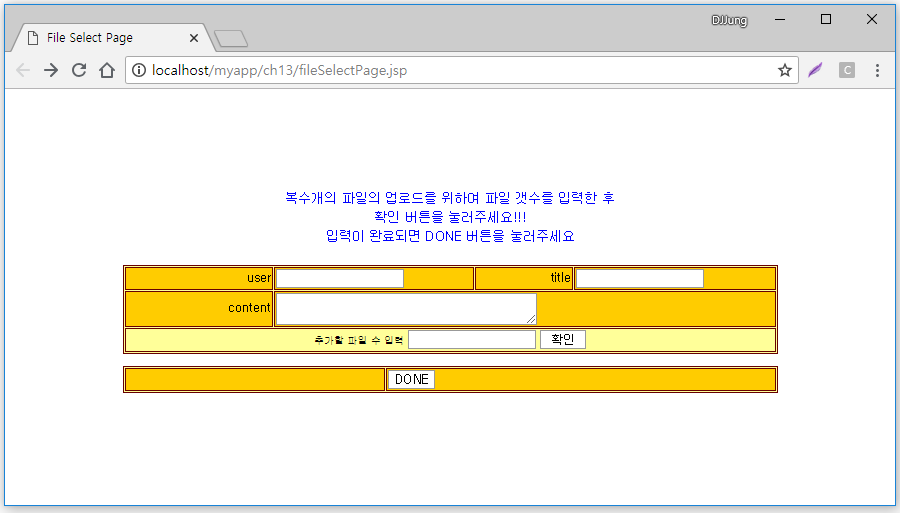 DJJung
File Select Page
localhost/myapp/ch13/fileSelectPage.jsp
C
복수개의 파일의 업로드를 위하여 파일 갯수를 입력한 후
확인 버튼을 눌러주세요!!!
입력이 완료되면 DONE 버튼을 눌러주세요
user title
content
추가할 파일 수 입력 확인
DONE